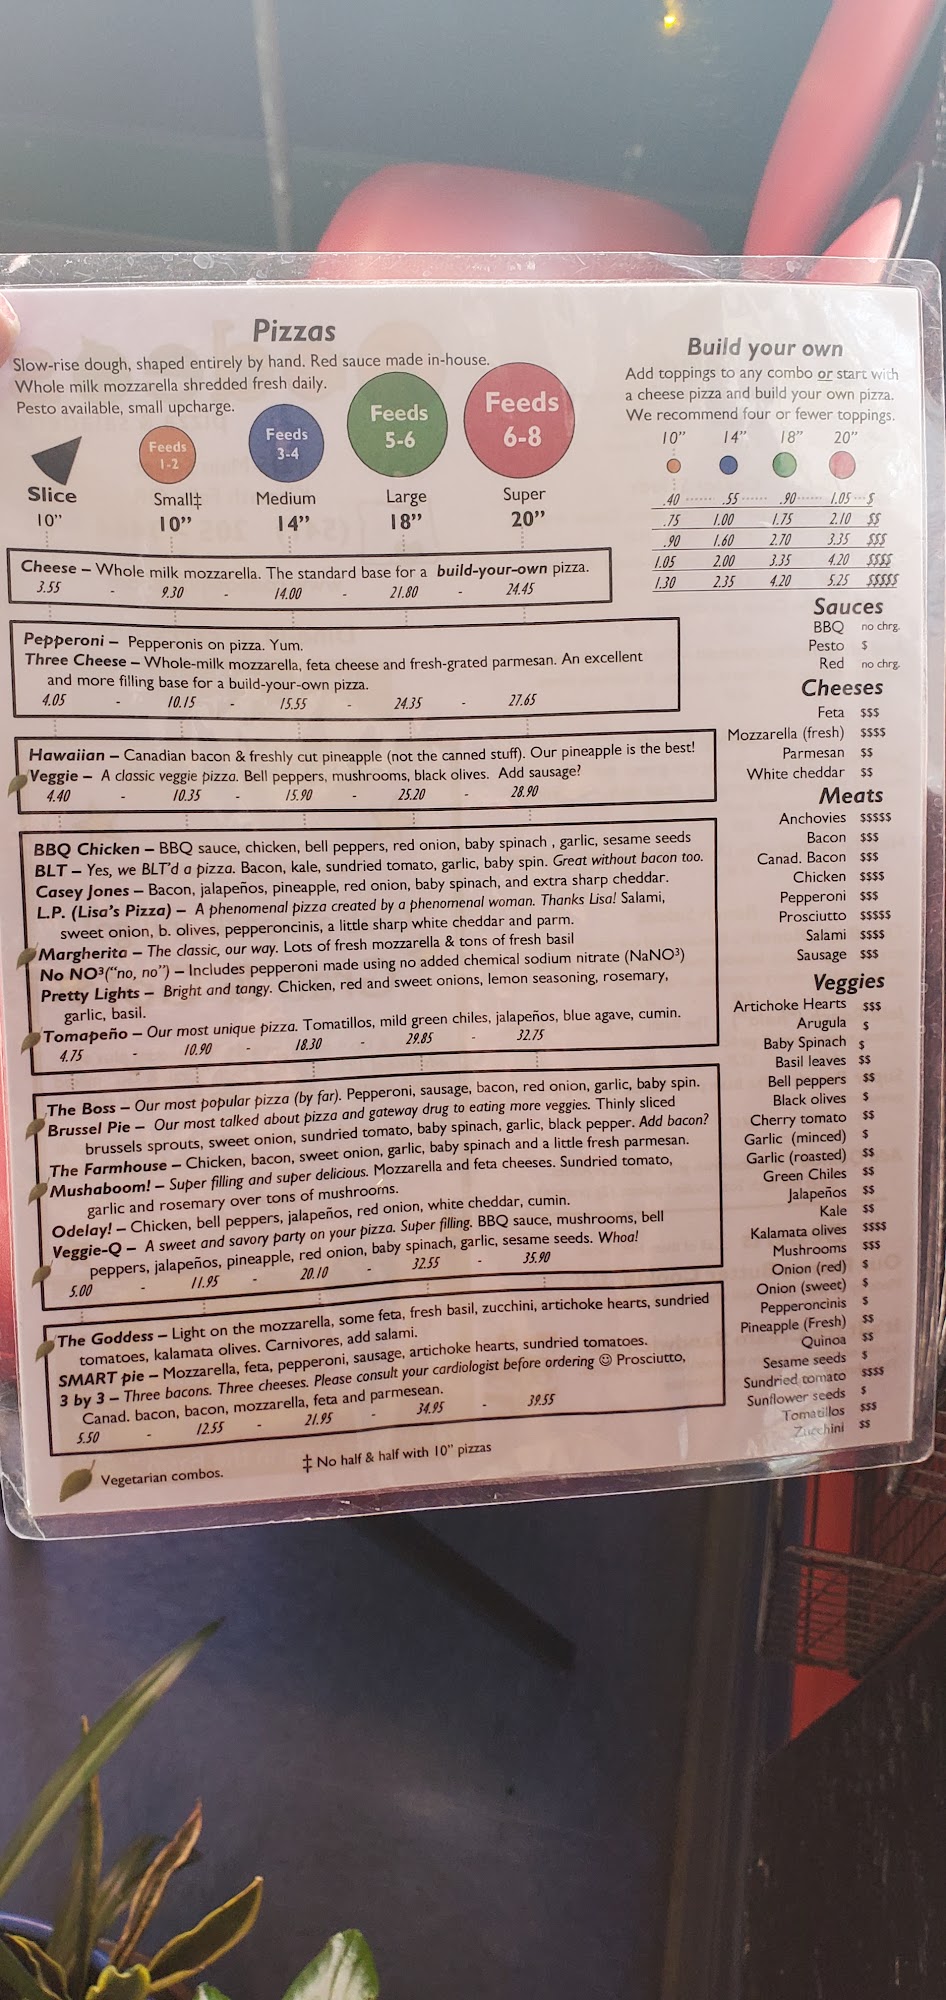 Pizzas
Slow-rise dough, shaped entirely by hand. Red sauce made in-house.
Whole milk mozzarella shredded fresh daily.
Pesto available, small upcharge.
Feeds 1-2
Feeds 3-4
Feeds 5-6
Feeds 6-8
Slice Small‡ Medium Large Super
10" 10" 14" 18" 20"
Cheese – Whole milk mozzarella. The standard base for a build-your-own pizza.
3.55 - 9.30 - 14.00 - 21.80 - 24.45
Pepperoni – Pepperonis on pizza. Yum.
Three Cheese – Whole-milk mozzarella, feta cheese and fresh-grated parmesan. An excellent
and more filling base for a build-your-own pizza.
4.05 - 10.15 - 15.55 - 24.35 - 27.65
Hawaiian – Canadian bacon & freshly cut pineapple (not the canned stuff). Our pineapple is the best!
Veggie – A classic veggie pizza. Bell peppers, mushrooms, black olives. Add sausage?
4.40 - 10.35 - 15.90 - 25.20 - 28.90
BBQ Chicken – BBQ sauce, chicken, bell peppers, red onion, baby spinach , garlic, sesame seeds
BLT – Yes, we BLT'd a pizza. Bacon, kale, sundried tomato, garlic, baby spin. Great without bacon too.
Casey Jones – Bacon, jalapeños, pineapple, red onion, baby spinach, and extra sharp cheddar.
L.P. (Lisa's Pizza) – A phenomenal pizza created by a phenomenal woman. Thanks Lisa! Salami,
sweet onion, b. olives, pepperoncinis, a little sharp white cheddar and parm.
Margherita – The classic, our way. Lots of fresh mozzarella & tons of fresh basil
No NO³("no, no") – Includes pepperoni made using no added chemical sodium nitrate (NaNO³)
Pretty Lights – Bright and tangy. Chicken, red and sweet onions, lemon seasoning, rosemary,
garlic, basil.
Tomapeño – Our most unique pizza. Tomatillos, mild green chiles, jalapeños, blue agave, cumin.
4.75 - 10.90 - 18.30 - 29.85 - 32.75
The Boss – Our most popular pizza (by far). Pepperoni, sausage, bacon, red onion, garlic, baby spin.
Brussel Pie – Our most talked about pizza and gateway drug to eating more veggies. Thinly sliced
brussels sprouts, sweet onion, sundried tomato, baby spinach, garlic, black pepper. Add bacon?
The Farmhouse – Chicken, bacon, sweet onion, garlic, baby spinach and a little fresh parmesan.
Mushaboom! – Super filling and super delicious. Mozzarella and feta cheeses. Sundried tomato,
garlic and rosemary over tons of mushrooms.
Odelay! – Chicken, bell peppers, jalapeños, red onion, white cheddar, cumin.
Veggie-Q – A sweet and savory party on your pizza. Super filling. BBQ sauce, mushrooms, bell
peppers, jalapeños, pineapple, red onion, baby spinach, garlic, sesame seeds. Whoa!
5.00 - 11.95 - 20.10 - 32.55 - 35.90
The Goddess – Light on the mozzarella, some feta, fresh basil, zucchini, artichoke hearts, sundried
tomatoes, kalamata olives. Carnivores, add salami.
SMART pie – Mozzarella, feta, pepperoni, sausage, artichoke hearts, sundried tomatoes.
3 by 3 – Three bacons. Three cheeses. Please consult your cardiologist before ordering ☺ Prosciutto,
Canad. bacon, bacon, mozzarella, feta and parmesean.
5.50 - 12.55 - 21.95 - 34.95 - 39.55
Vegetarian combos.
‡ No half & half with 10" pizzas
Build your own
Add toppings to any combo or start with
a cheese pizza and build your own pizza.
We recommend four or fewer toppings.
10" 14" 18" 20"
.40 ...... .55 ...... .90 ..... 1.05 ... $
.75 1.00 1.75 2.10 $$
.90 1.60 2.70 3.35 $$$
1.05 2.00 3.35 4.20 $$$$
1.30 2.35 4.20 5.25 $$$$$
Sauces
BBQ no chrg.
Pesto $
Red no chrg.
Cheeses
Feta $$$
Mozzarella (fresh) $$$$
Parmesan $$
White cheddar $$
Meats
Anchovies $$$$$
Bacon $$$
Canad. Bacon $$$
Chicken $$$$
Pepperoni $$$
Prosciutto $$$$$
Salami $$$$
Sausage $$$
Veggies
Artichoke Hearts $$$
Arugula $
Baby Spinach $
Basil leaves $$
Bell peppers $$
Black olives $
Cherry tomato $$
Garlic (minced) $
Garlic (roasted) $$
Green Chiles $$
Jalapeños $$
Kale $$
Kalamata olives $$$$
Mushrooms $$$
Onion (red) $
Onion (sweet) $
Pepperoncinis $
Pineapple (Fresh) $$
Quinoa $$
Sesame seeds $
Sundried tomato $$$$
Sunflower seeds $
Tomatillos $$$
Zucchini $$